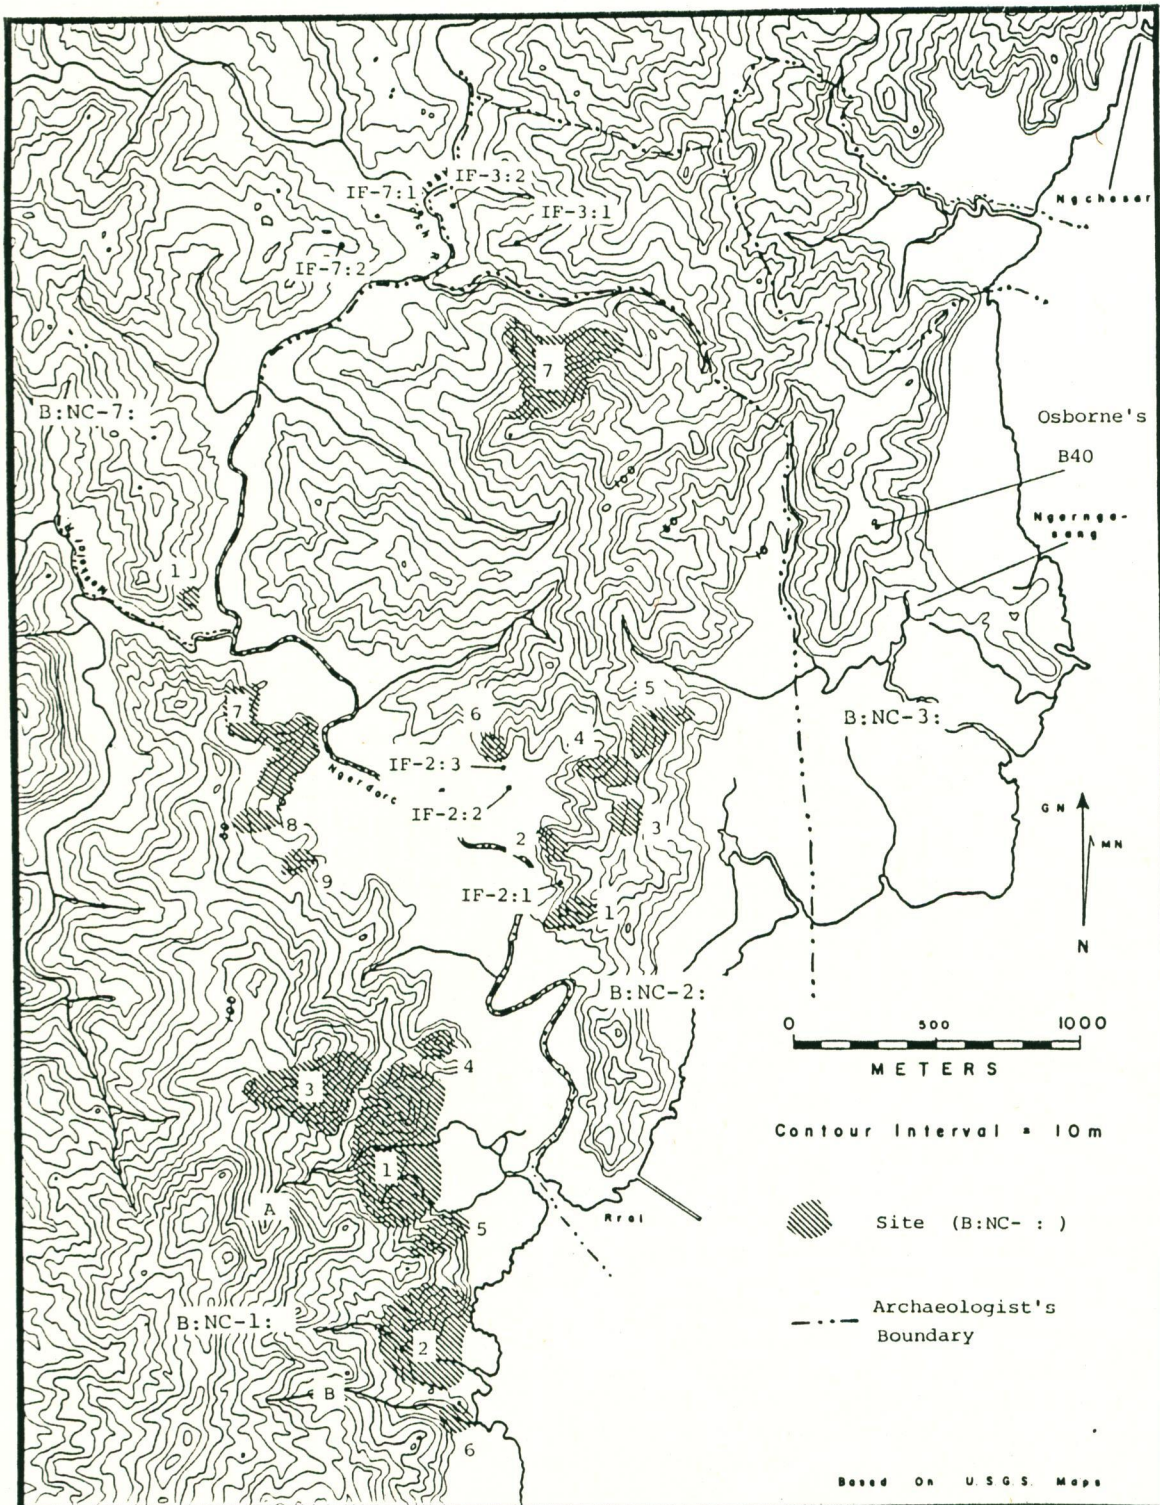 IF-3:2
IF-7:1
Ngchesar
IF-3:1
IF-7:2
7
B:NC-7:
Osborne's
B40
Ngernge-
sang
1
5
7
6
B:NC-3:
4
IF-2:3
Ngerdorc
IF-2:2
GN
3
8
2
MN
9
IF-2:1
1
N
B:NC-2:
0 500 1000
METERS
4
3
Contour Interval = 10m
1
A
Rrai
5
Site (B:NC- : )
B:NC-1:
Archaeologist's
Boundary
2
B
6
Based On U.S.G.S. Maps